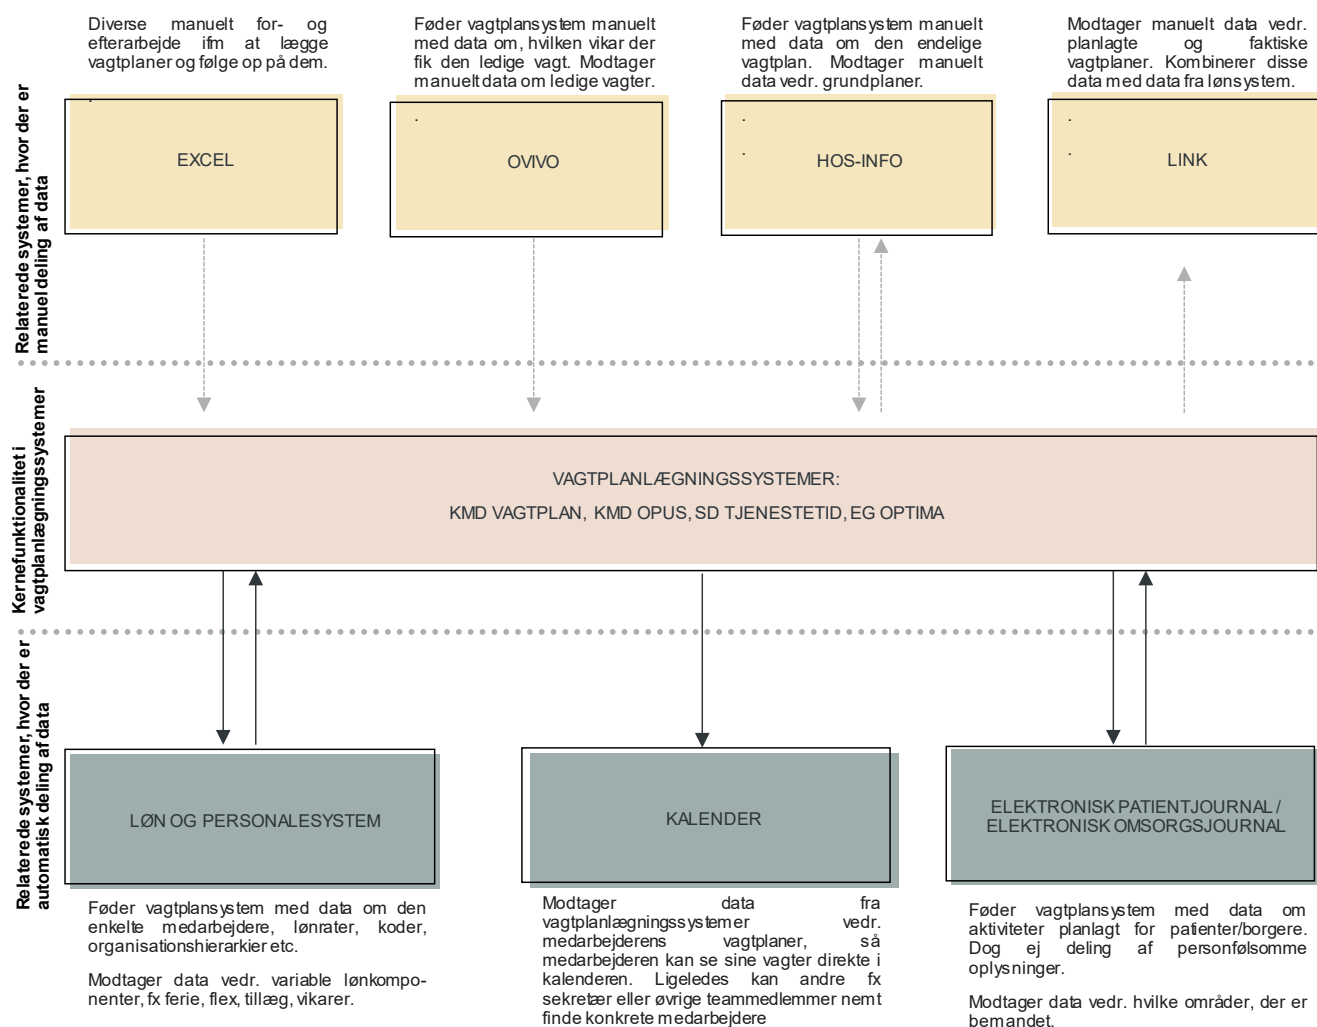 Diverse manuelt for- og
efterarbejde ifm at lægge
vagtplaner og følge op på dem.
Føder vagtplansystem manuelt
med data om, hvilken vikar der
fik den ledige vagt. Modtager
manuelt data om ledige vagter.
Føder vagtplansystem manuelt
med data om den endelige
vagtplan. Modtager manuelt
data vedr. grundplaner.
Modtager manuelt data vedr.
planlagte og faktiske
vagtplaner. Kombinerer disse
data med data fra lønsystem.
Relaterede systemer, hvor der er
manuel deling af data
EXCEL
OVIVO
HOS-INFO
LINK
Kernefunktionalitet i
vagtplanlægningssystemer
VAGTPLANLÆGNINGSSYSTEMER:
KMD VAGTPLAN, KMD OPUS, SD TJENESTETID, EG OPTIMA
Relaterede systemer, hvor der er
automatisk deling af data
LØN OG PERSONALESYSTEM
KALENDER
ELEKTRONISK PATIENTJOURNAL /
ELEKTRONISK OMSORGSJOURNAL
Føder vagtplansystem med data om den
enkelte medarbejdere, lønrater, koder,
organisationshierarkier etc.
Modtager data vedr. variable lønkompo-
nenter, fx ferie, flex, tillæg, vikarer.
Modtager data fra
vagtplanlægningssystemer vedr.
medarbejderens vagtplaner, så
medarbejderen kan se sine vagter direkte i
kalenderen. Ligeledes kan andre fx
sekretær eller øvrige teammedlemmer nemt
finde konkrete medarbejdere
Føder vagtplansystem med data om
aktiviteter planlagt for patienter/borgere.
Dog ej deling af personfølsomme
oplysninger.
Modtager data vedr. hvilke områder, der er
bemandet.